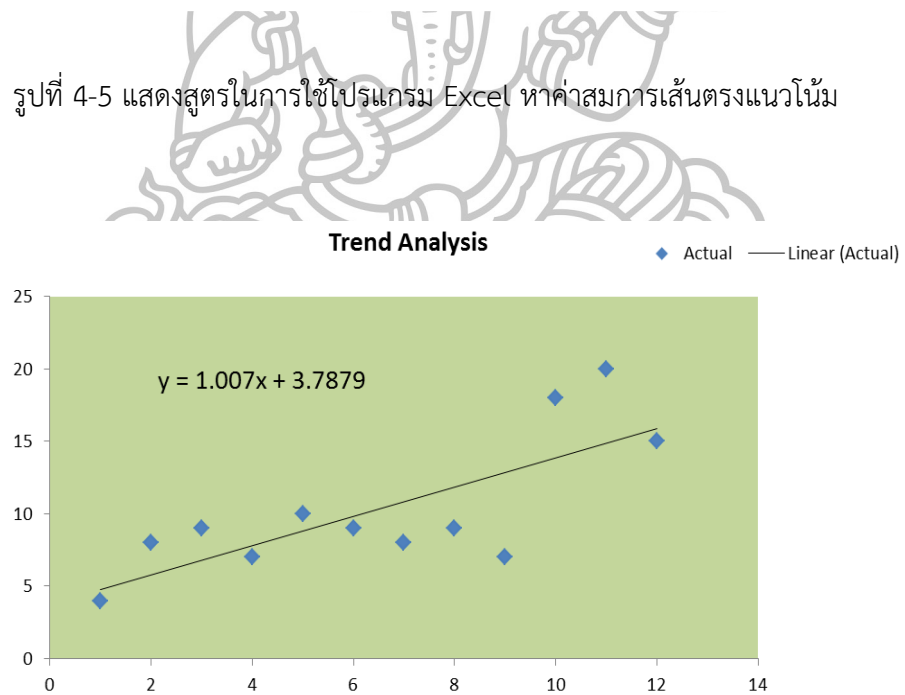 รูปที่ 4-5 แสดงสูตรในการใช้โปรแกรม Excel หาค่าสมการเส้นตรงแนวโน้ม
Trend Analysis
Actual
Linear (Actual)
25
20
15
10
5
0
y = 1.007x + 3.7879
0 2 4 6 8 10 12 14